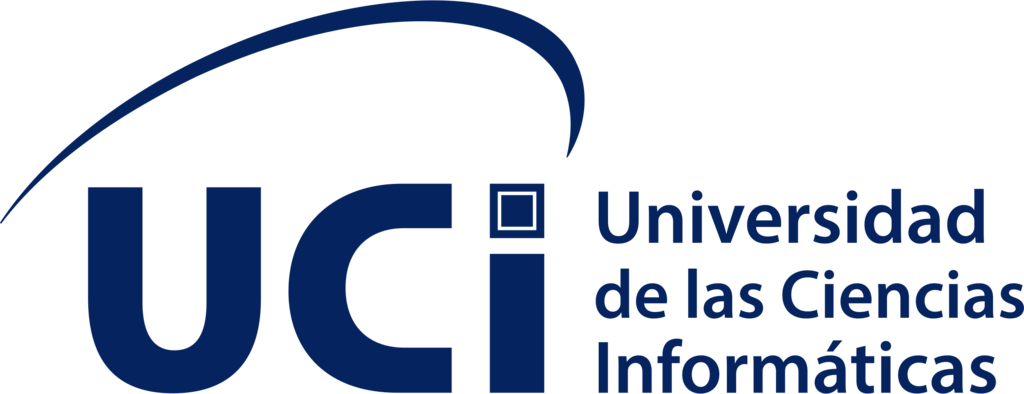 UCi
Universidad
de las Ciencias
Informáticas